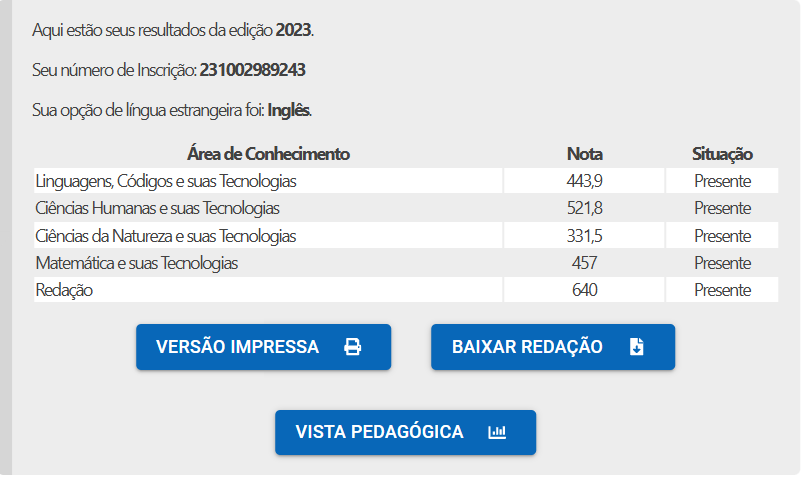 Aqui estão seus resultados da edição 2023.
Seu número de Inscrição: 231002989243
Sua opção de língua estrangeira foi: Inglês.
Área de Conhecimento Nota Situação
Linguagens, Códigos e suas Tecnologias 443,9 Presente
Ciências Humanas e suas Tecnologias 521,8 Presente
Ciências da Natureza e suas Tecnologias 331,5 Presente
Matemática e suas Tecnologias 457 Presente
Redação 640 Presente
VERSÃO IMPRESSA BAIXAR REDAÇÃO
VISTA PEDAGÓGICA